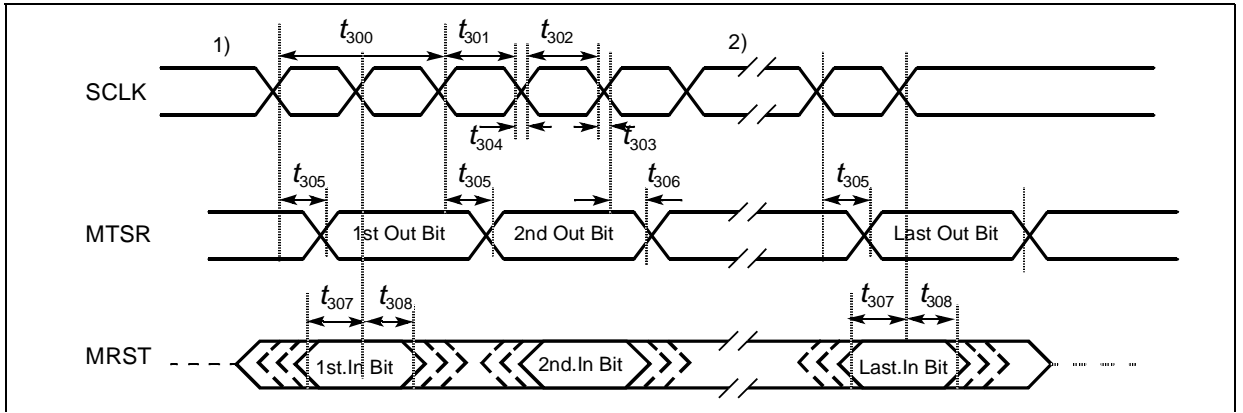 1) t300 t301 t302 2)
SCLK
t304 t303
t305 t305 t306 t305
MTSR 1st Out Bit 2nd Out Bit Last Out Bit
t307 t308 t307 t308
MRST 1st.In Bit 2nd.In Bit Last.In Bit